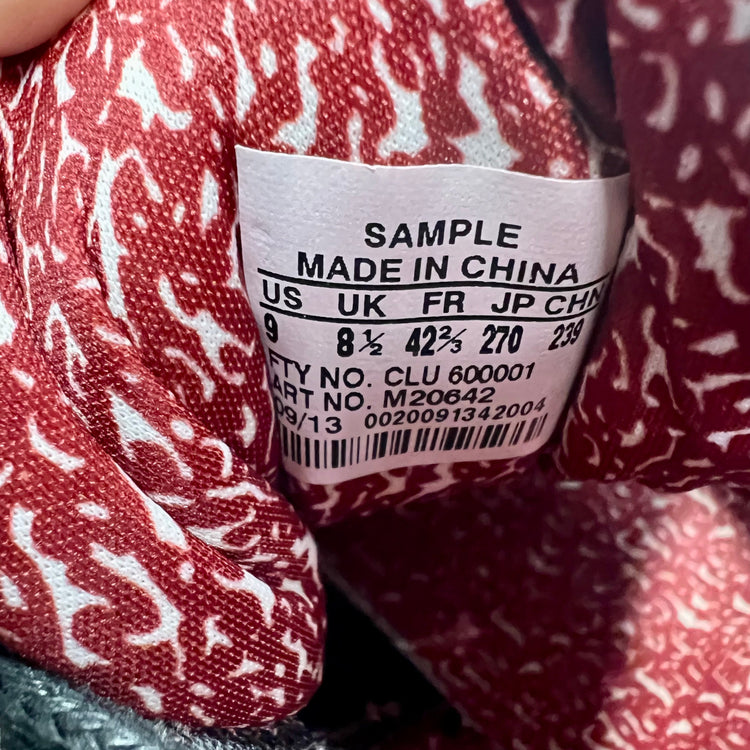 SAMPLE
MADE IN CHINA
US UK FR JP CHN
9 8½ 42⅔ 270 239
FTY NO. CLU 600001
ART NO. M20642
09/13 0020091342004